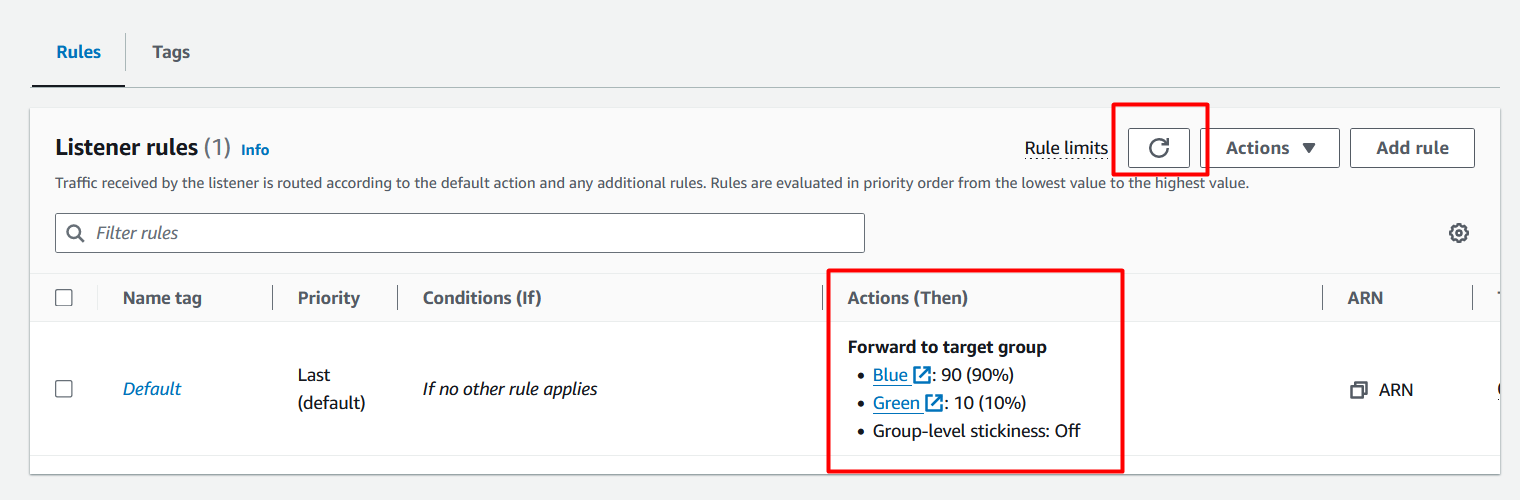 Rules Tags
Listener rules (1) Info Rule limits Actions Add rule
Traffic received by the listener is routed according to the default action and any additional rules. Rules are evaluated in priority order from the lowest value to the highest value.
Filter rules
Name tag Priority Conditions (If) Actions (Then) ARN
Default Last (default) If no other rule applies Forward to target group
• Blue : 90 (90%)
• Green : 10 (10%)
• Group-level stickiness: Off
ARN